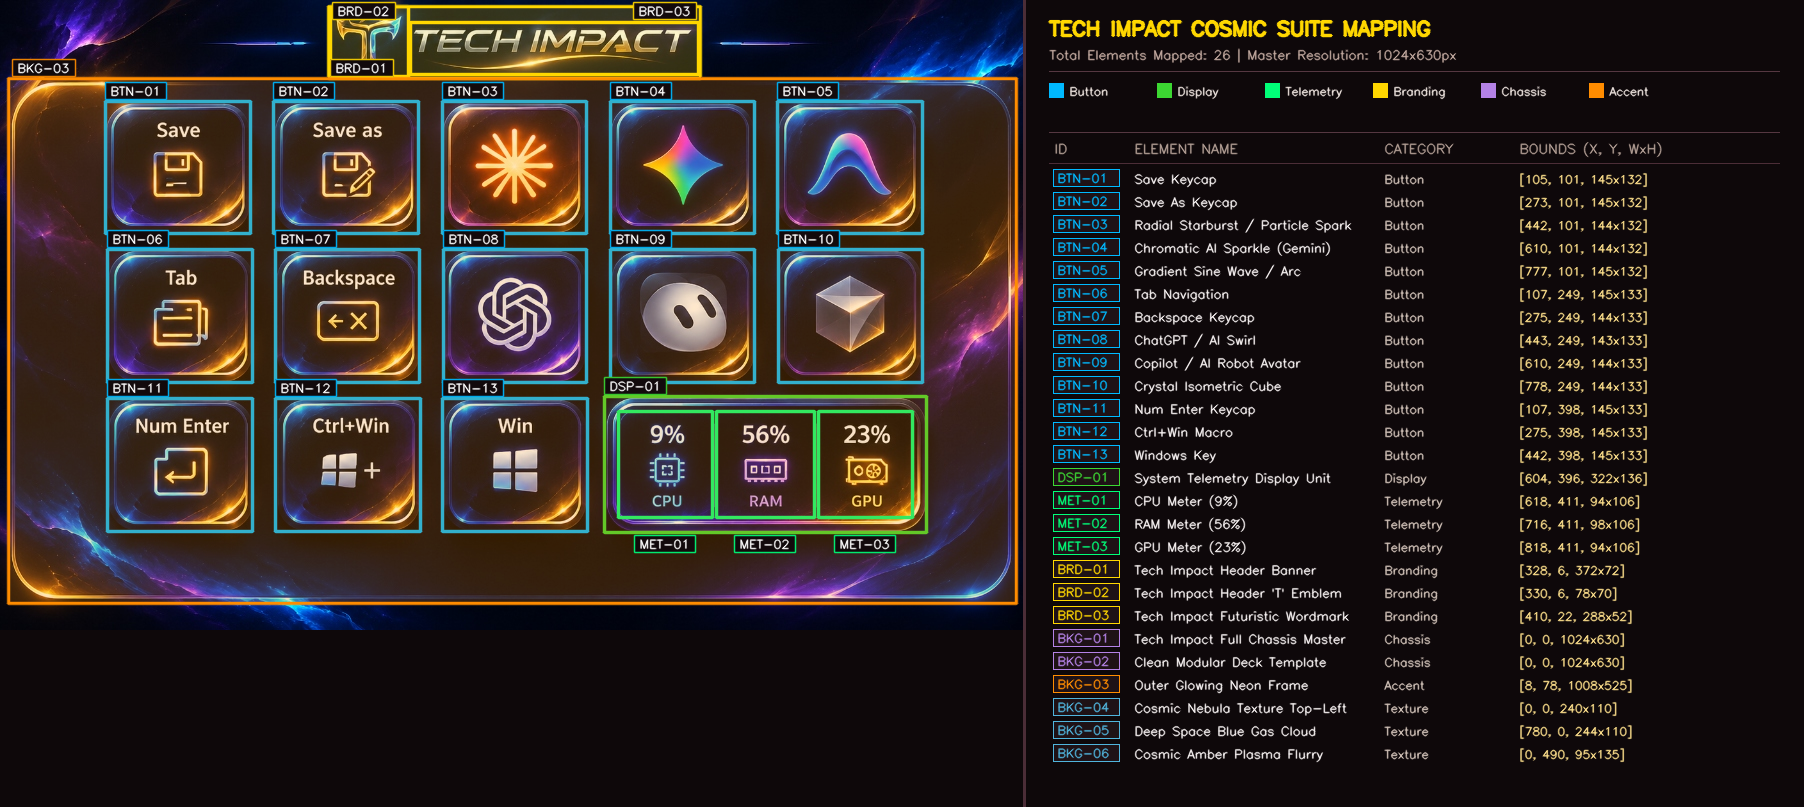 BRD-02
BRD-03
TECH IMPACT
BRD-01
BKG-03
BTN-01
BTN-02
BTN-03
BTN-04
BTN-05
Save
Save as
BTN-06
BTN-07
BTN-08
BTN-09
BTN-10
Tab
Backspace
BTN-11
BTN-12
BTN-13
DSP-01
Num Enter
Ctrl+Win
Win
9%
56%
23%
+
CPU
RAM
GPU
MET-01
MET-02
MET-03
TECH IMPACT COSMIC SUITE MAPPING
Total Elements Mapped: 26 | Master Resolution: 1024x630px
Button Display Telemetry Branding Chassis Accent
ID ELEMENT NAME CATEGORY BOUNDS (X, Y, WxH)
BTN-01 Save Keycap Button [105, 101, 145x132]
BTN-02 Save As Keycap Button [273, 101, 145x132]
BTN-03 Radial Starburst / Particle Spark Button [442, 101, 144x132]
BTN-04 Chromatic AI Sparkle (Gemini) Button [610, 101, 144x132]
BTN-05 Gradient Sine Wave / Arc Button [777, 101, 145x132]
BTN-06 Tab Navigation Button [107, 249, 145x133]
BTN-07 Backspace Keycap Button [275, 249, 144x133]
BTN-08 ChatGPT / AI Swirl Button [443, 249, 143x133]
BTN-09 Copilot / AI Robot Avatar Button [610, 249, 144x133]
BTN-10 Crystal Isometric Cube Button [778, 249, 144x133]
BTN-11 Num Enter Keycap Button [107, 398, 145x133]
BTN-12 Ctrl+Win Macro Button [275, 398, 145x133]
BTN-13 Windows Key Button [442, 398, 145x133]
DSP-01 System Telemetry Display Unit Display [604, 396, 322x136]
MET-01 CPU Meter (9%) Telemetry [618, 411, 94x106]
MET-02 RAM Meter (56%) Telemetry [716, 411, 98x106]
MET-03 GPU Meter (23%) Telemetry [818, 411, 94x106]
BRD-01 Tech Impact Header Banner Branding [328, 6, 372x72]
BRD-02 Tech Impact Header 'T' Emblem Branding [330, 6, 78x70]
BRD-03 Tech Impact Futuristic Wordmark Branding [410, 22, 288x52]
BKG-01 Tech Impact Full Chassis Master Chassis [0, 0, 1024x630]
BKG-02 Clean Modular Deck Template Chassis [0, 0, 1024x630]
BKG-03 Outer Glowing Neon Frame Accent [8, 78, 1008x525]
BKG-04 Cosmic Nebula Texture Top-Left Texture [0, 0, 240x110]
BKG-05 Deep Space Blue Gas Cloud Texture [780, 0, 244x110]
BKG-06 Cosmic Amber Plasma Flurry Texture [0, 490, 95x135]